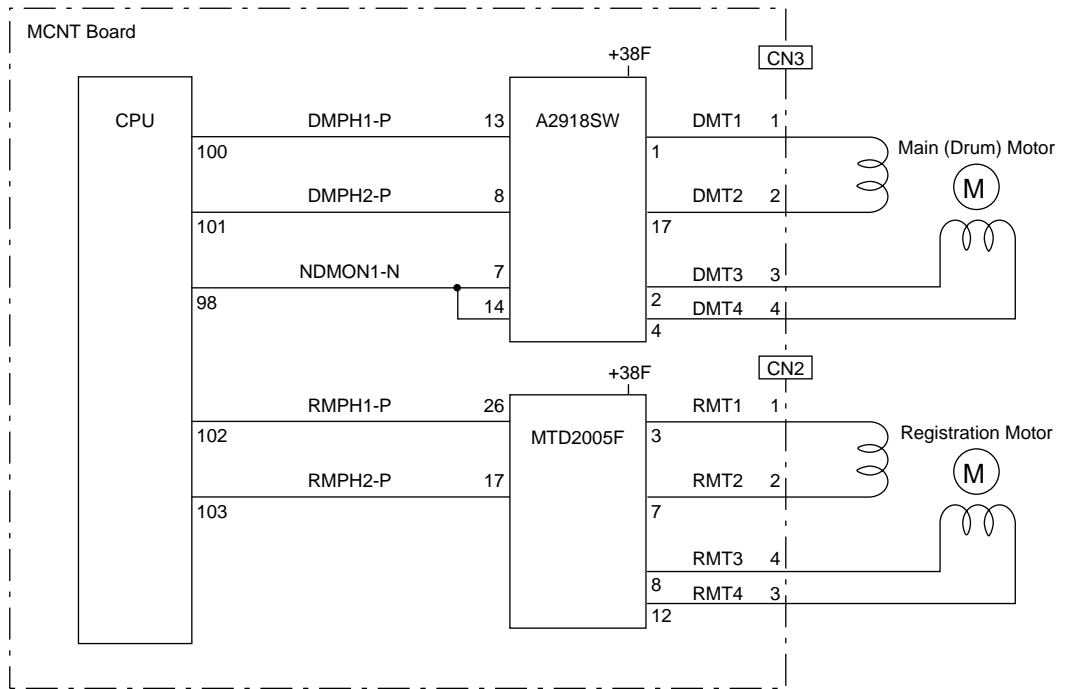 MCNT Board
+38F
CN3
CPU
DMPH1-P 13
A2918SW
DMT1 1
100
1
Main (Drum) Motor
M
DMPH2-P 8
DMT2 2
101
17
NDMON1-N 7
DMT3 3
98
14
2
DMT4 4
4
+38F
CN2
RMPH1-P 26
RMT1 1
102
MTD2005F
3
Registration Motor
M
RMPH2-P 17
RMT2 2
103
7
RMT3 4
8
RMT4 3
12